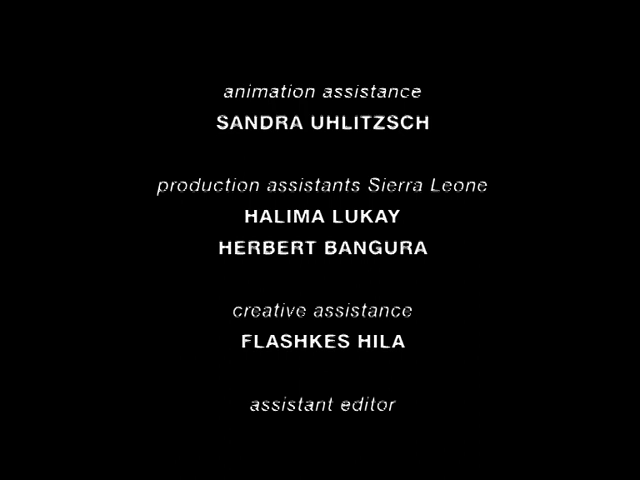 animation assistance
SANDRA UHLITZSCH
production assistants Sierra Leone
HALIMA LUKAY
HERBERT BANGURA
creative assistance
FLASHKES HILA
assistant editor